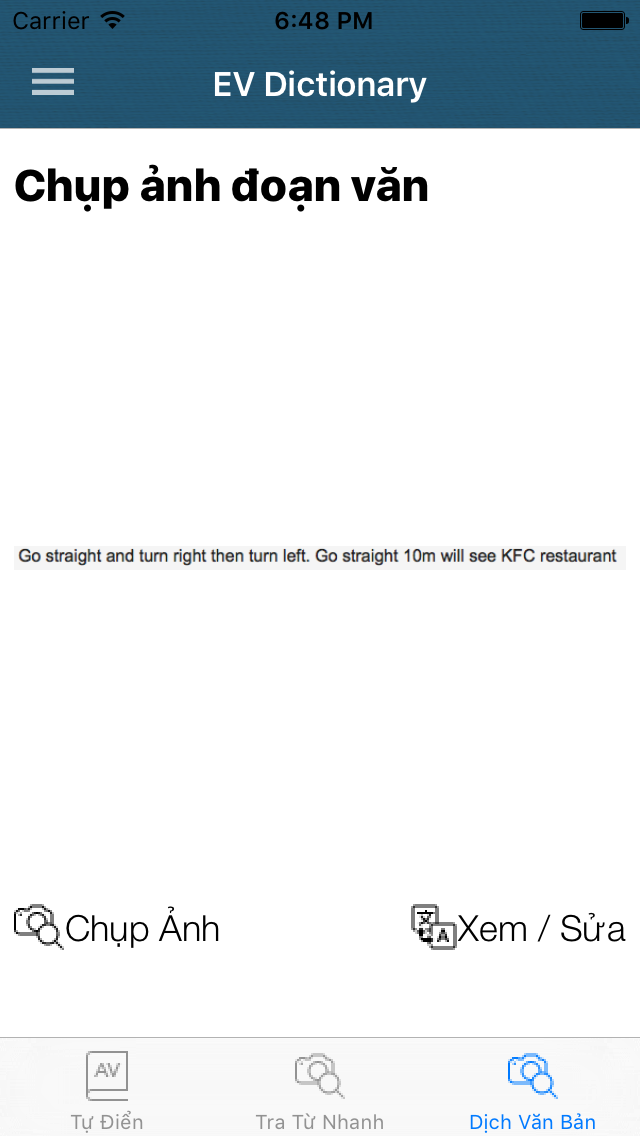 Carrier 6:48 PM
EV Dictionary
Chụp ảnh đoạn văn
Go straight and turn right then turn left. Go straight 10m will see KFC restaurant
Chụp Ảnh
文 A Xem / Sửa
AV
Tự Điển Tra Từ Nhanh Dịch Văn Bản